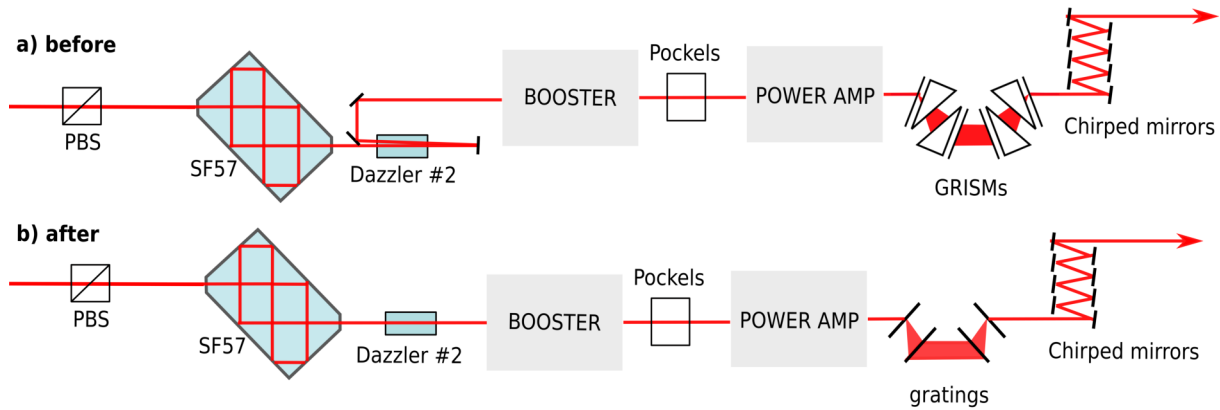 a) before
PBS
SF57
Dazzler #2
BOOSTER
Pockels
POWER AMP
GRISMs
Chirped mirrors
b) after
PBS
SF57
Dazzler #2
BOOSTER
Pockels
POWER AMP
gratings
Chirped mirrors